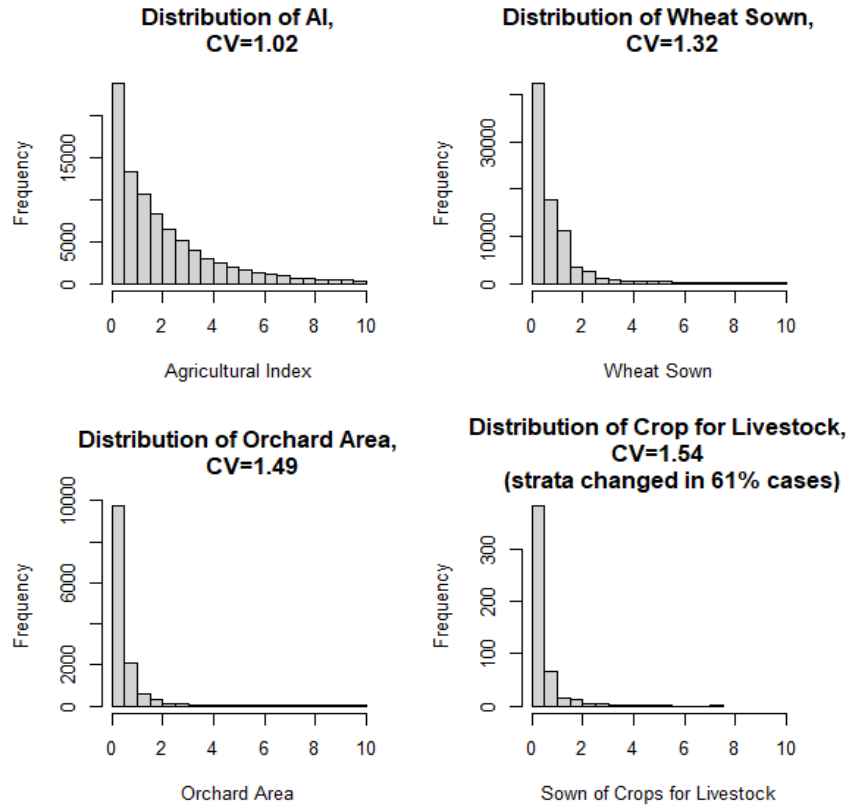 Distribution of AI,
CV=1.02
Frequency
15000
5000
0
0 2 4 6 8 10
Agricultural Index
Distribution of Wheat Sown,
CV=1.32
Frequency
30000
10000
0
0 2 4 6 8 10
Wheat Sown
Distribution of Orchard Area,
CV=1.49
Frequency
10000
6000
2000
0
0 2 4 6 8 10
Orchard Area
Distribution of Crop for Livestock,
CV=1.54
(strata changed in 61% cases)
Frequency
300
200
100
0
0 2 4 6 8 10
Sown of Crops for Livestock